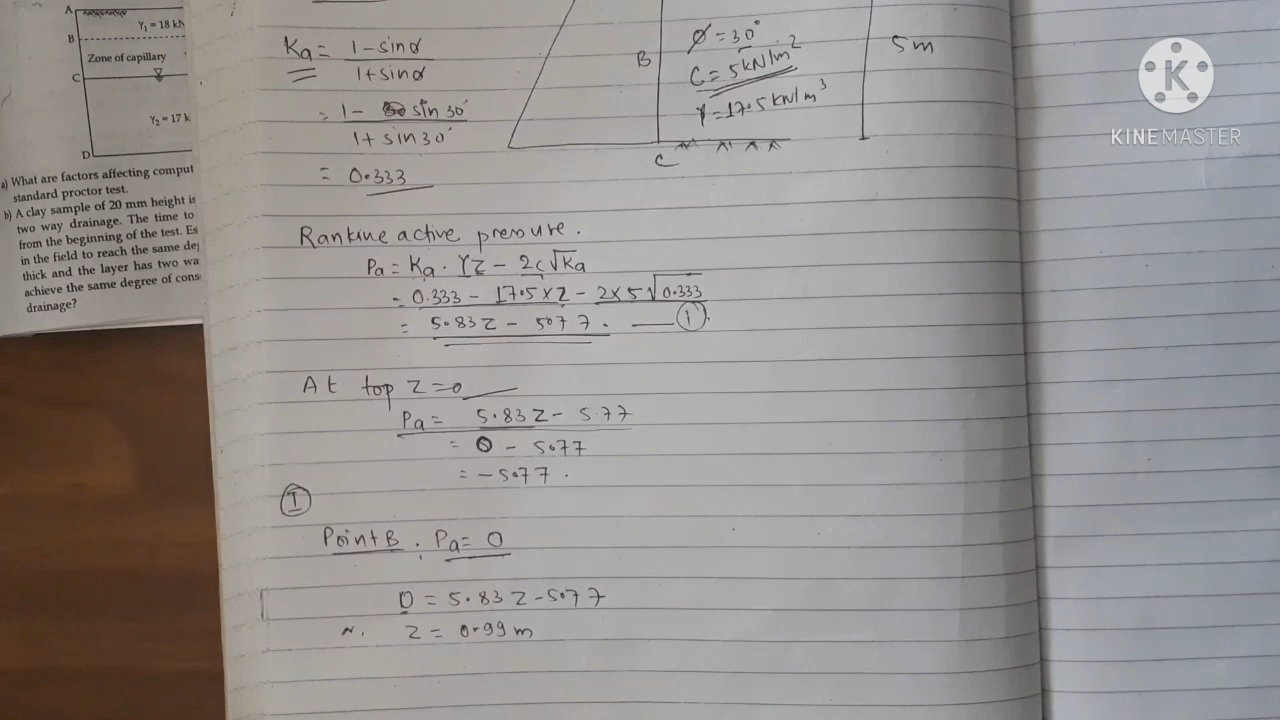 A
γ₁ = 18 kN
B
Zone of capillary
C
γ₂ = 17 k
D
a) What are factors affecting comput
standard proctor test.
b) A clay sample of 20 mm height is
two way drainage. The time to
from the beginning of the test. Es
in the field to reach the same deg
thick and the layer has two wa
achieve the same degree of cons
drainage?
Ka = 1 - sinα / 1 + sinα
= 1 - sin 30° / 1 + sin 30°
= 0.333
B
Ø = 30°
C = 5 kN/m²
γ = 17.5 kN/m³
C
5m
KINEMASTER
Rankine active pressure.
Pa = Ka . γZ - 2c√Ka
= 0.333 - 17.5 × Z - 2 × 5 √0.333
= 5.83Z - 5.77. — (1)
At top Z = 0
Pa = 5.83Z - 5.77
= 0 - 5.77
= -5.77.
I
Point B. Pa = 0
0 = 5.83Z - 5.77
Z = 0.99 m